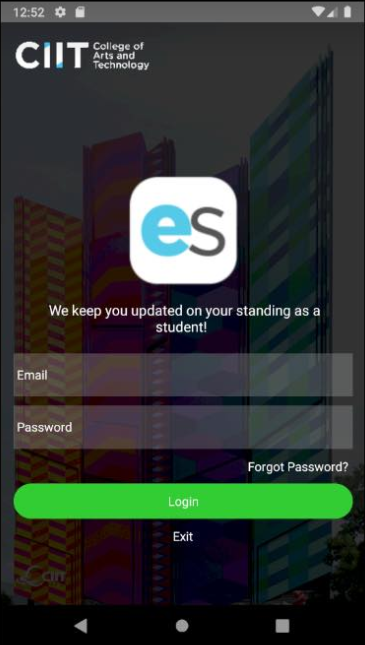 12:52
CIIT College of
Arts and
Technology
es
We keep you updated on your standing as a
student!
Email
Password
Forgot Password?
Login
Exit
CIIT